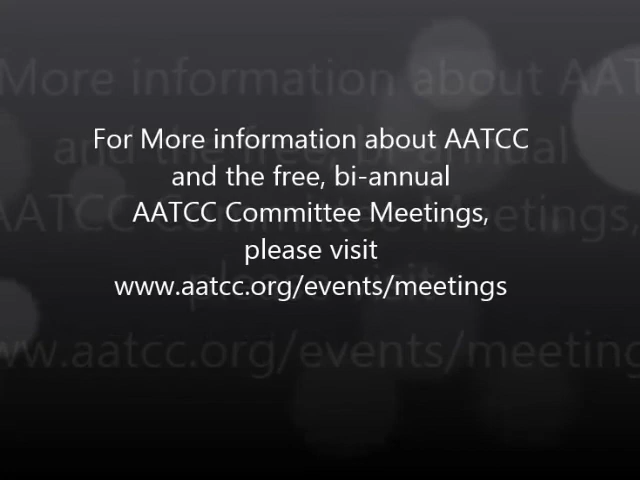 For More information about AATCC
and the free, bi-annual
AATCC Committee Meetings,
please visit
www.aatcc.org/events/meetings